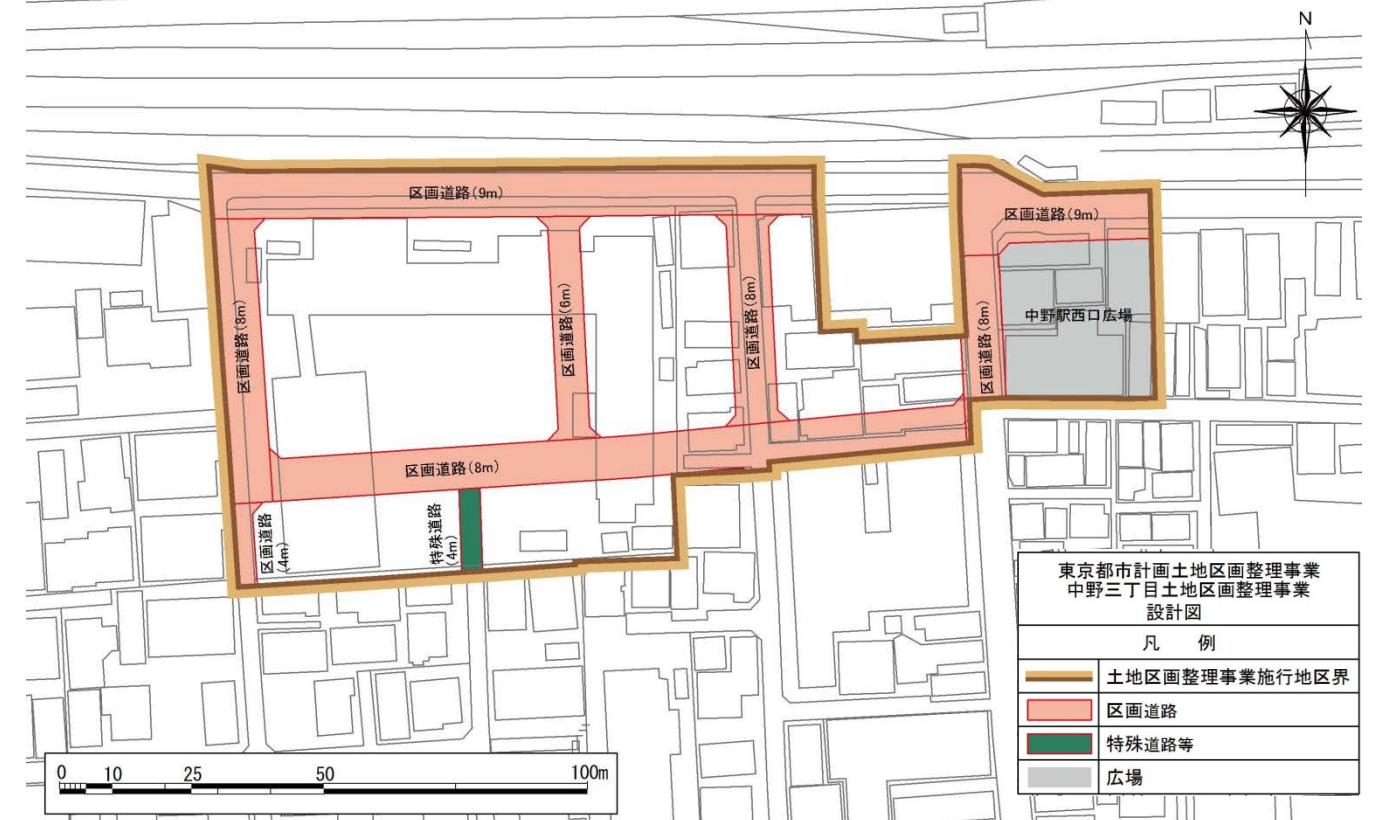 N
区画道路(9m)
区画道路(9m)
区画道路(8m)
区画道路(6m)
区画道路(8m)
区画道路(8m)
中野駅西口広場
区画道路(8m)
区画道路
(4m)
特殊道路
(4m)
東京都市計画土地区画整理事業
中野三丁目土地区画整理事業
設計図
凡 例
土地区画整理事業施行地区界
区画道路
特殊道路等
広場
0 10 25 50 100m